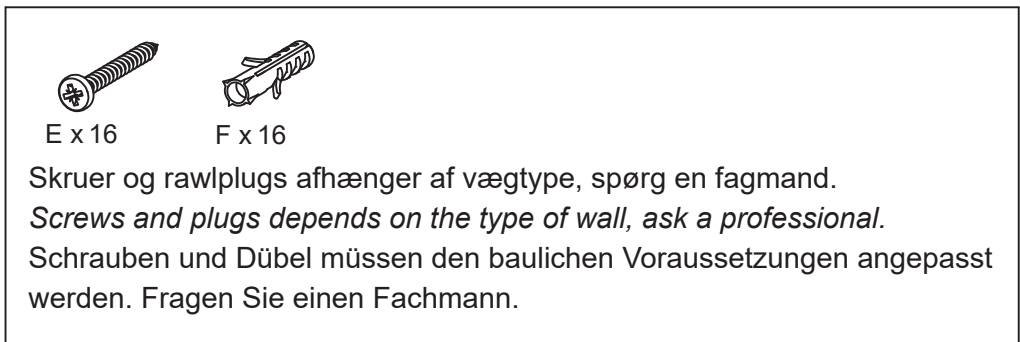 E x 16 F x 16
Skruer og rawlplugs afhænger af vægtype, spørg en fagmand.
Screws and plugs depends on the type of wall, ask a professional.
Schrauben und Dübel müssen den baulichen Voraussetzungen angepasst
werden. Fragen Sie einen Fachmann.